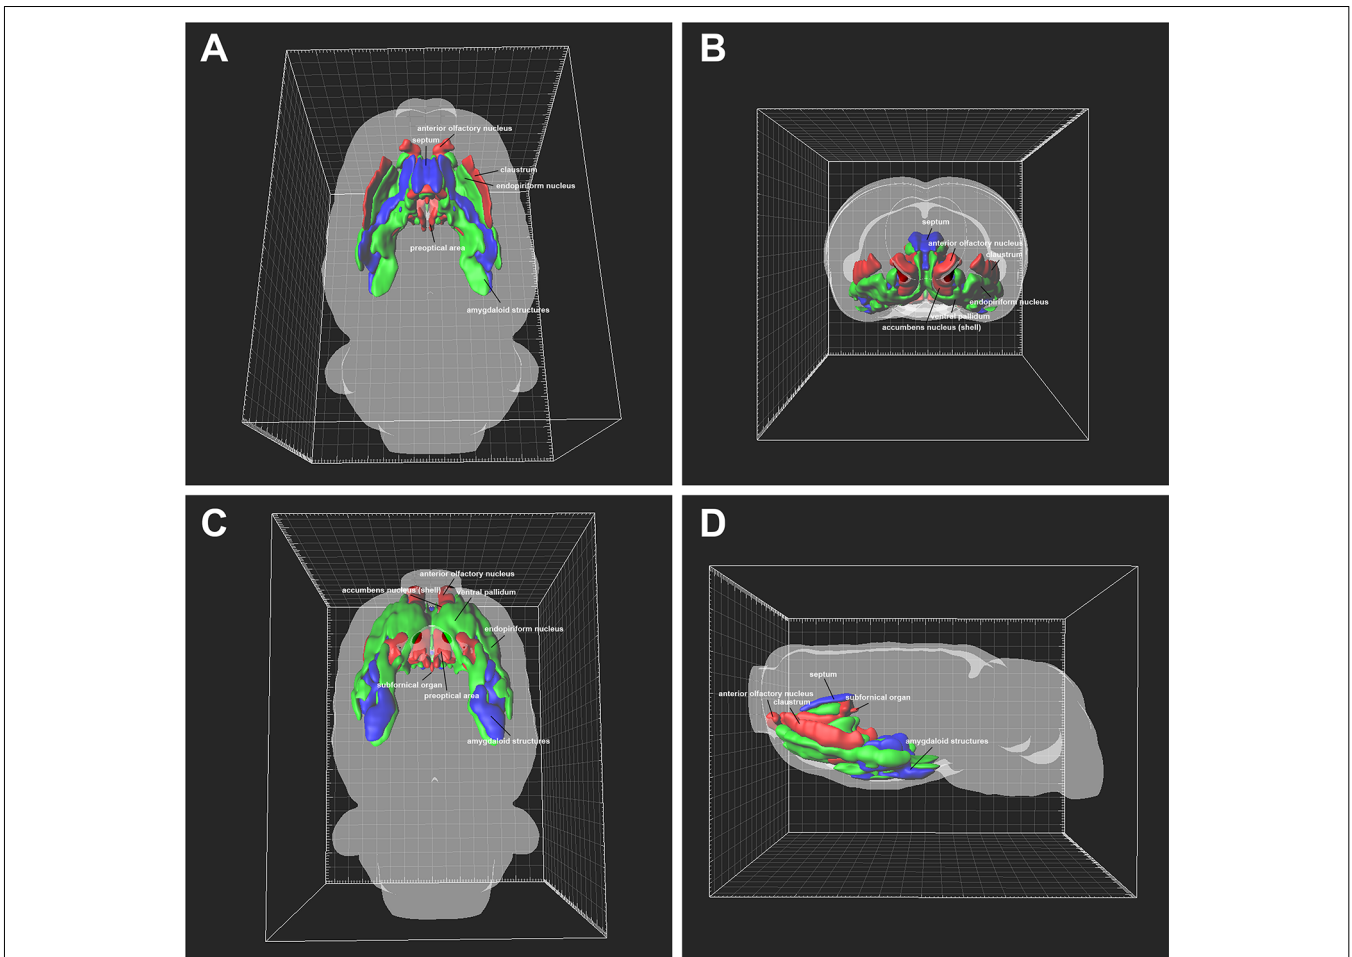 A
anterior olfactory nucleus
septum
claustrum
endopiriform nucleus
preoptical area
amygdaloid structures
B
septum
anterior olfactory nucleus
claustrum
endopiriform nucleus
ventral pallidum
accumbens nucleus (shell)
C
anterior olfactory nucleus
accumbens nucleus (shell)
ventral pallidum
endopiriform nucleus
subfornical organ
preoptical area
amygdaloid structures
D
septum
anterior olfactory nucleus
subfornical organ
claustrum
amygdaloid structures